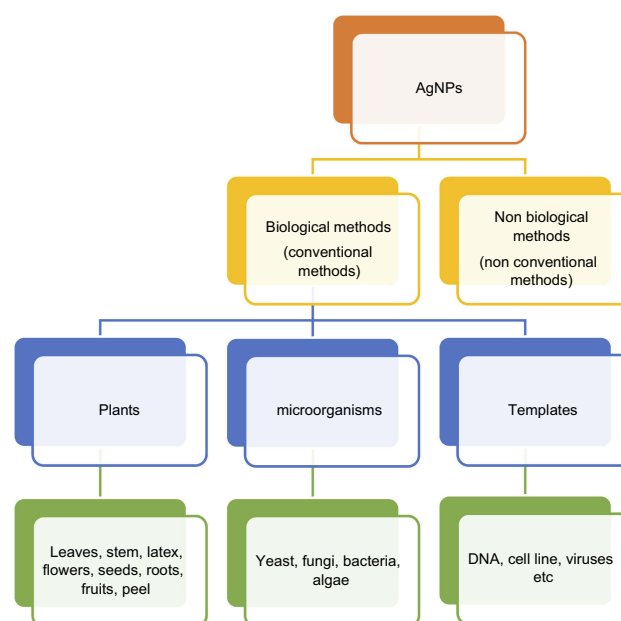 AgNPs
Biological methods
(conventional
methods)
Non biological
methods
(non conventional
methods)
Plants
microorganisms
Templates
Leaves, stem, latex,
flowers, seeds, roots,
fruits, peel
Yeast, fungi, bacteria,
algae
DNA, cell line, viruses
etc